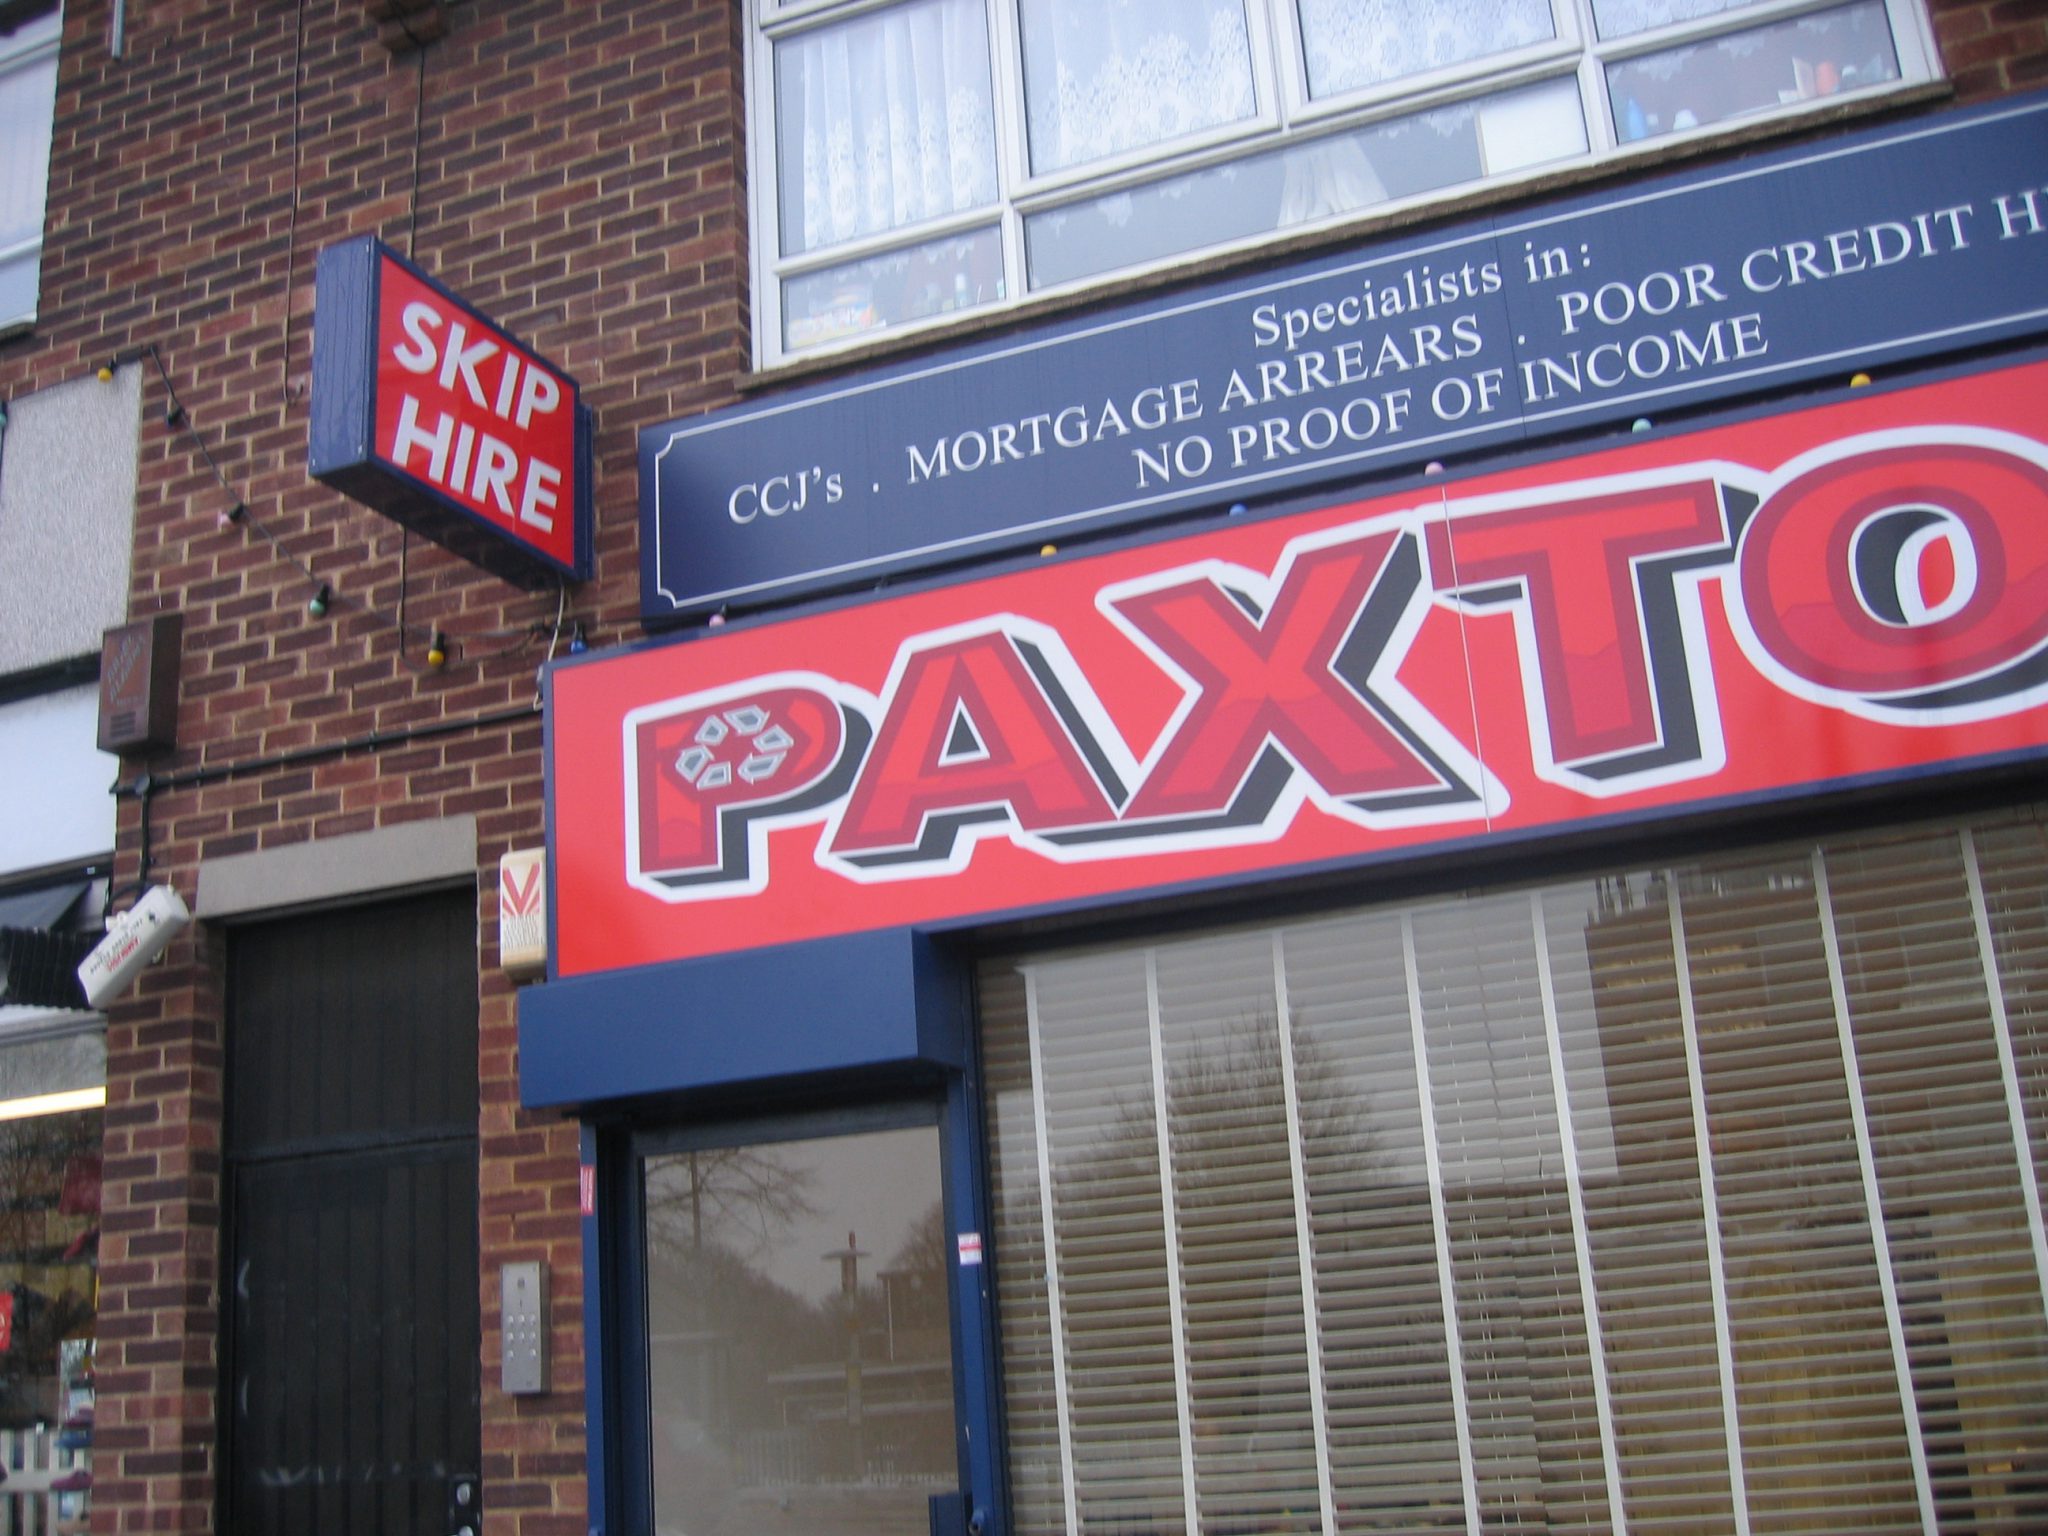 SKIP
HIRE
Specialists in:
CCJ's . MORTGAGE ARREARS . POOR CREDIT H
NO PROOF OF INCOME
PAXTO